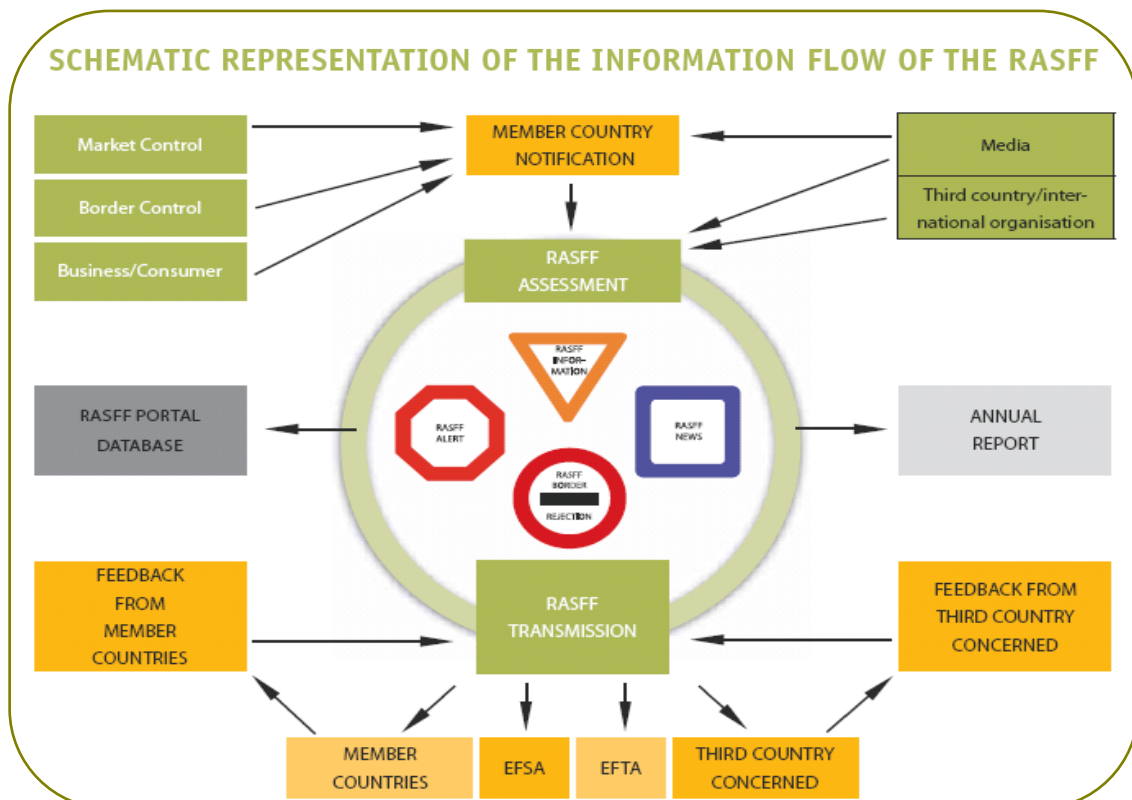 SCHEMATIC REPRESENTATION OF THE INFORMATION FLOW OF THE RASFF
Market Control
Border Control
Business/Consumer
MEMBER COUNTRY
NOTIFICATION
Media
Third country/inter-
national organisation
RASFF
ASSESSMENT
RASFF
INFOR-
MATION
RASFF
ALERT
RASFF
NEWS
RASFF
BORDER
REJECTION
RASFF PORTAL
DATABASE
ANNUAL
REPORT
FEEDBACK
FROM
MEMBER
COUNTRIES
RASFF
TRANSMISSION
FEEDBACK FROM
THIRD COUNTRY
CONCERNED
MEMBER
COUNTRIES
EFSA
EFTA
THIRD COUNTRY
CONCERNED